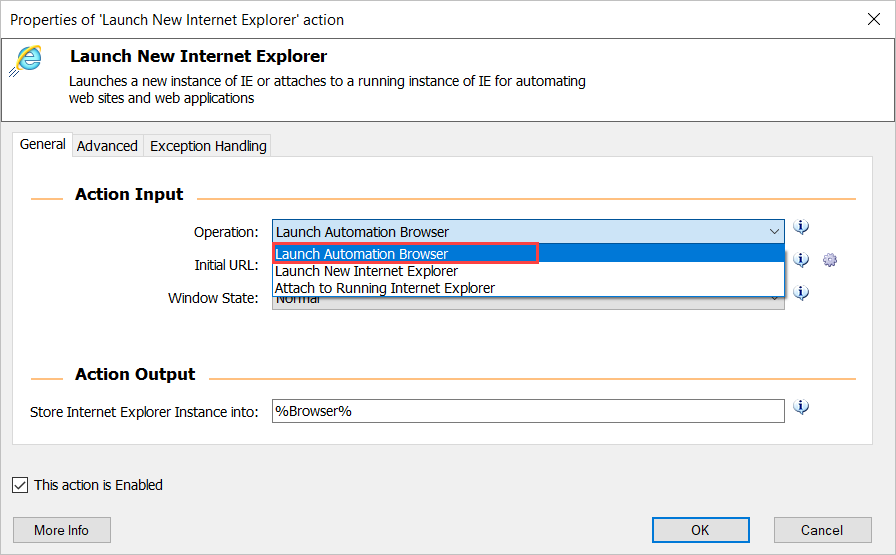 Properties of 'Launch New Internet Explorer' action
Launch New Internet Explorer
Launches a new instance of IE or attaches to a running instance of IE for automating
web sites and web applications
General Advanced Exception Handling
Action Input
Operation: Launch Automation Browser
Launch Automation Browser
Initial URL:
Launch New Internet Explorer
Attach to Running Internet Explorer
Window State: Normal
Action Output
Store Internet Explorer Instance into: %Browser%
This action is Enabled
More Info OK Cancel